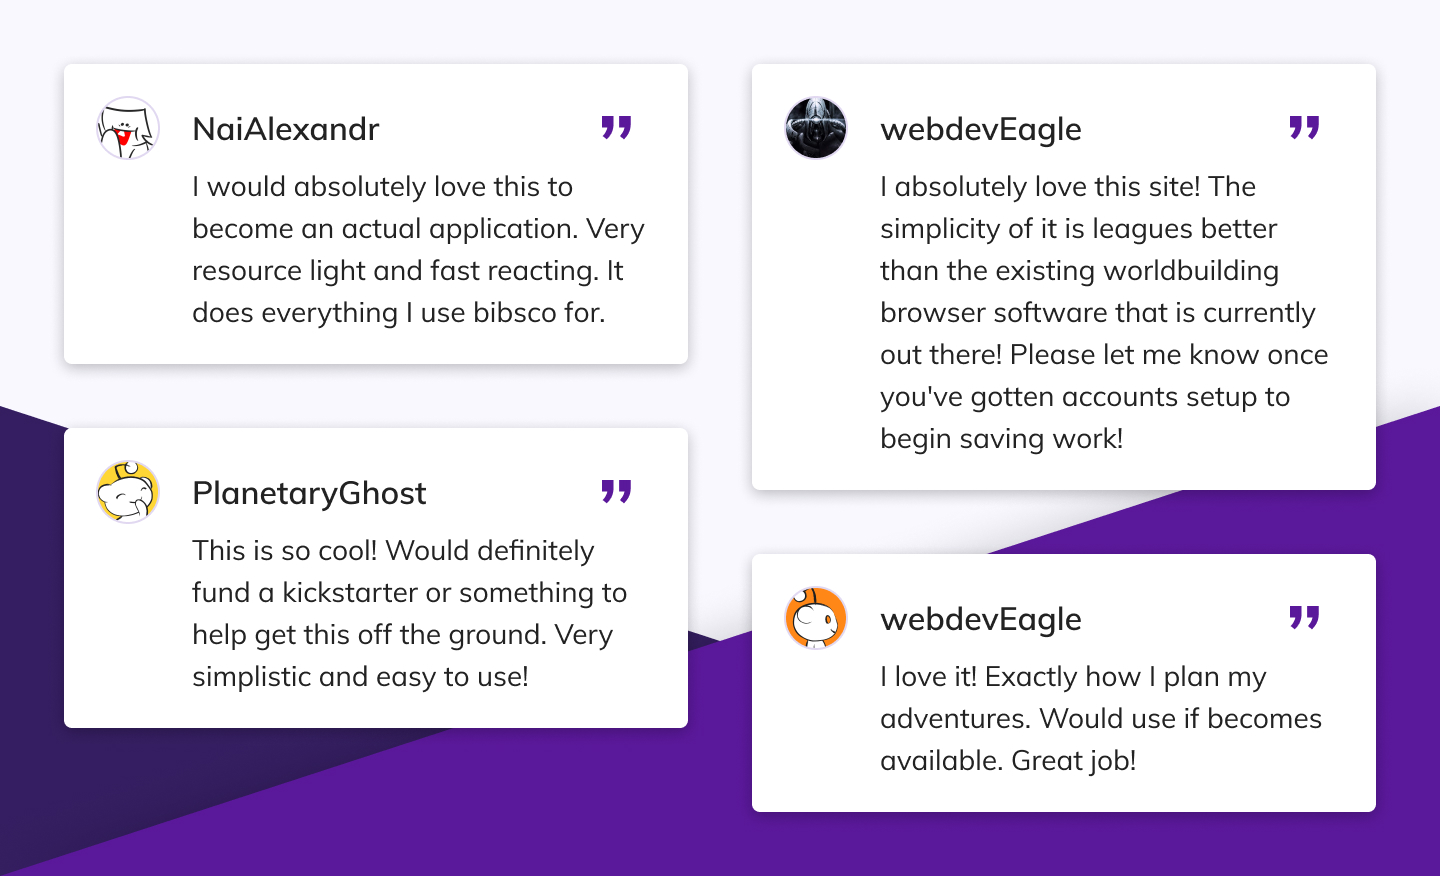 NaiAlexandr
I would absolutely love this to
become an actual application. Very
resource light and fast reacting. It
does everything I use bibsco for.
PlanetaryGhost
This is so cool! Would definitely
fund a kickstarter or something to
help get this off the ground. Very
simplistic and easy to use!
webdevEagle
I absolutely love this site! The
simplicity of it is leagues better
than the existing worldbuilding
browser software that is currently
out there! Please let me know once
you've gotten accounts setup to
begin saving work!
webdevEagle
I love it! Exactly how I plan my
adventures. Would use if becomes
available. Great job!